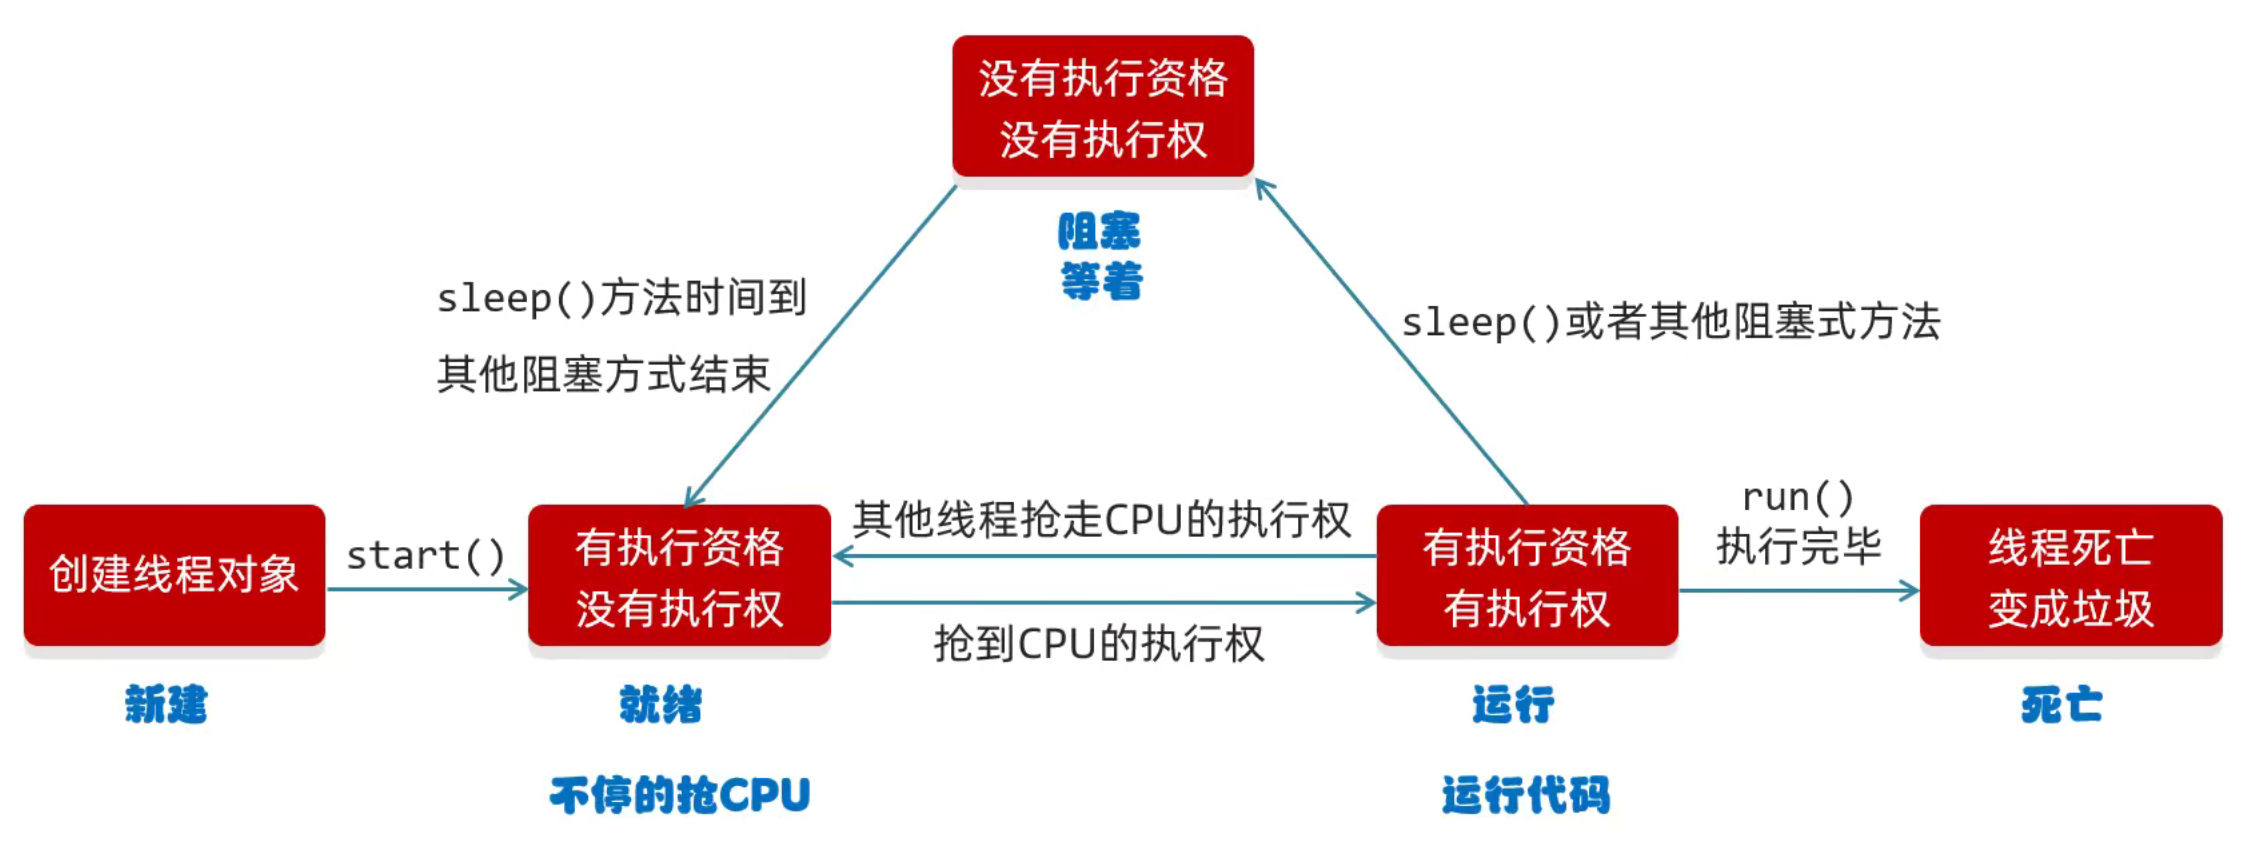 没有执行资格
没有执行权
阻塞
等着
sleep()方法时间到
其他阻塞方式结束
sleep()或者其他阻塞式方法
创建线程对象
start()
有执行资格
没有执行权
其他线程抢走CPU的执行权
抢到CPU的执行权
有执行资格
有执行权
run()
执行完毕
线程死亡
变成垃圾
新建
就绪
运行
死亡
不停的抢CPU
运行代码